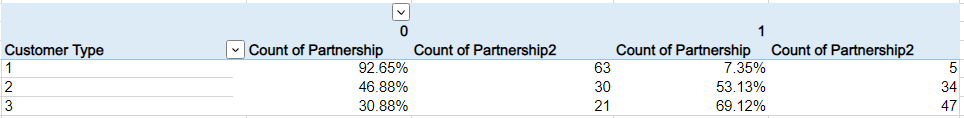 0 1
Customer Type Count of Partnership Count of Partnership2 Count of Partnership Count of Partnership2
1 92.65% 63 7.35% 5
2 46.88% 30 53.13% 34
3 30.88% 21 69.12% 47